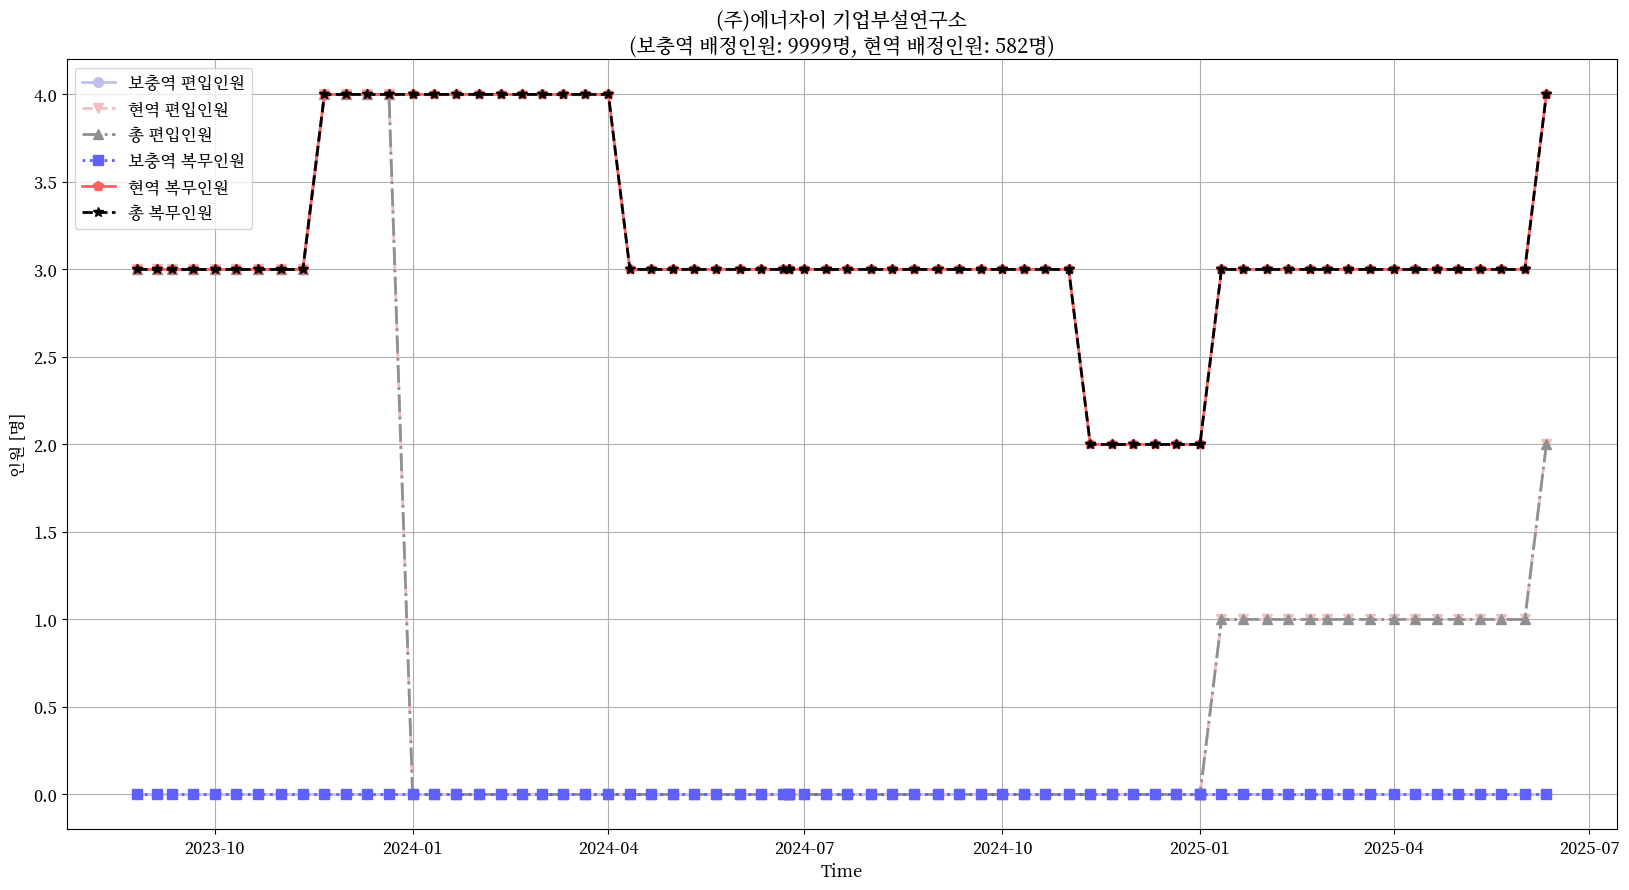 (주)에너자이 기업부설연구소
(보충역 배정인원: 9999명, 현역 배정인원: 582명)
보충역 편입인원
현역 편입인원
총 편입인원
보충역 복무인원
현역 복무인원
총 복무인원
4.0
3.5
3.0
2.5
2.0
1.5
1.0
0.5
0.0
인원 [명]
2023-10 2024-01 2024-04 2024-07 2024-10 2025-01 2025-04 2025-07
Time